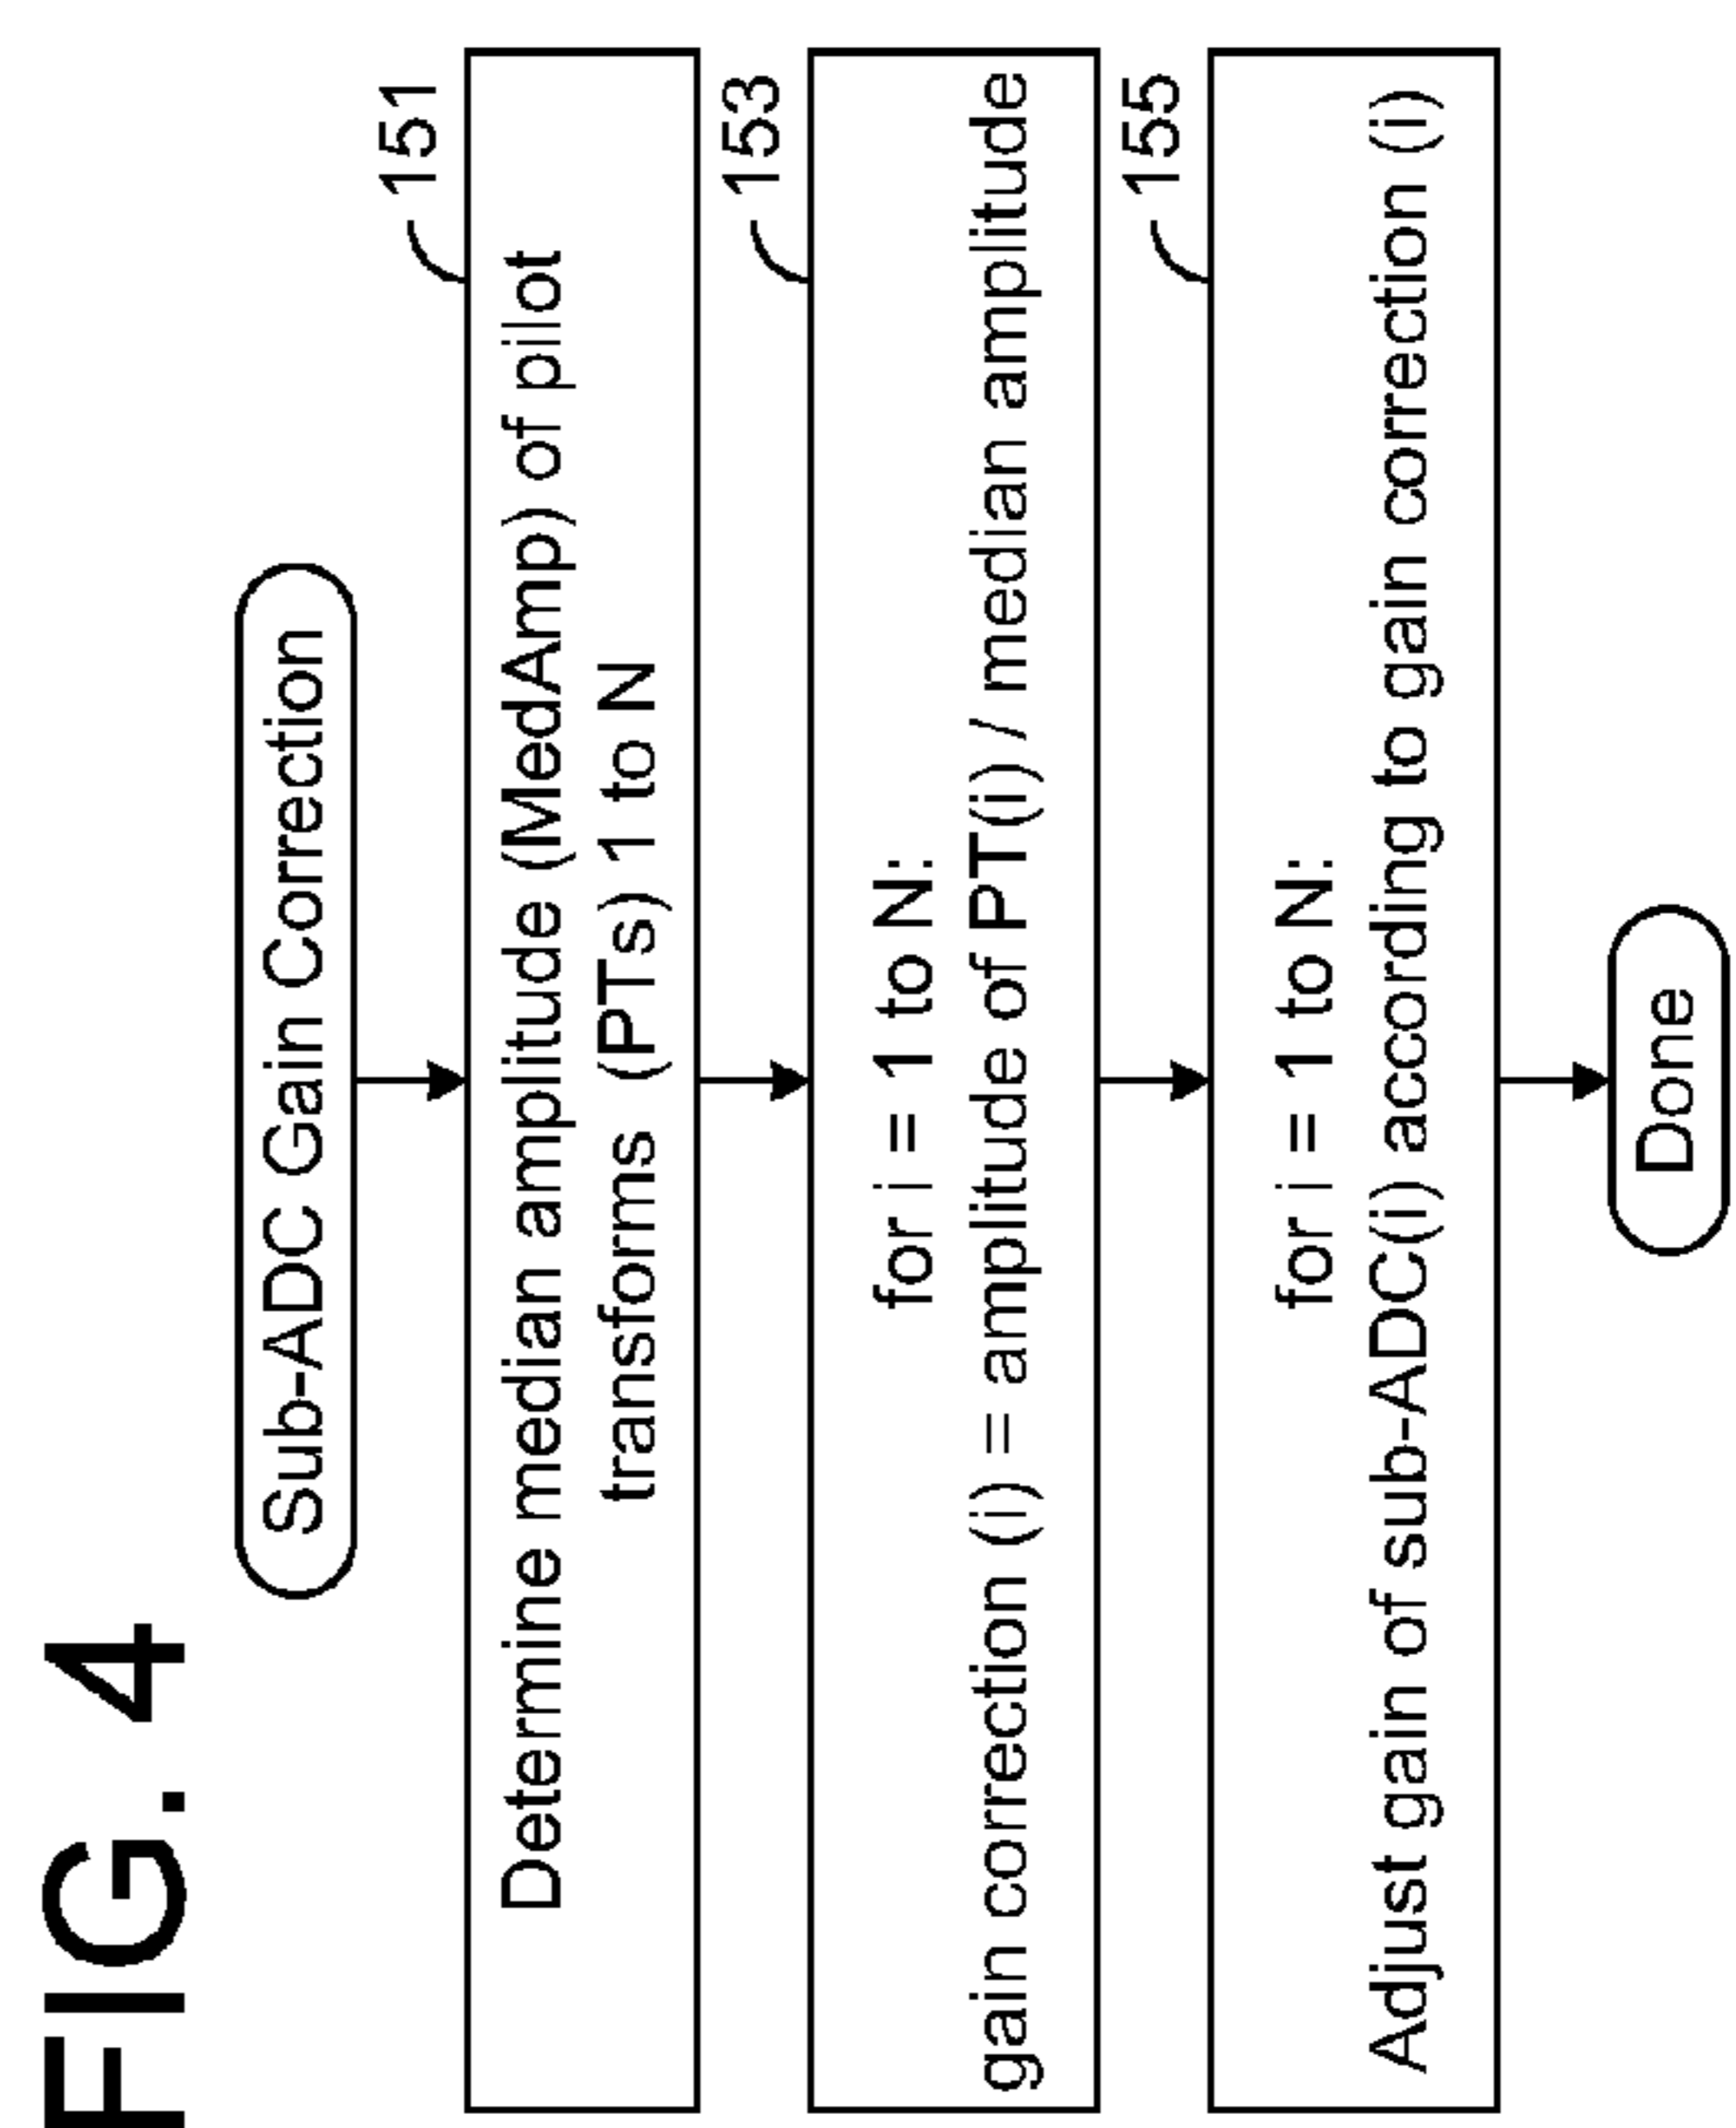 FIG. 4
Sub-ADC Gain Correction
151
Determine median amplitude (MedAmp) of pilot
transforms (PTs) 1 to N
153
for i = 1 to N:
gain correction (i) = amplitude of PT(i) / median amplitude
155
for i = 1 to N:
Adjust gain of sub-ADC(i) according to gain correction (i)
Done